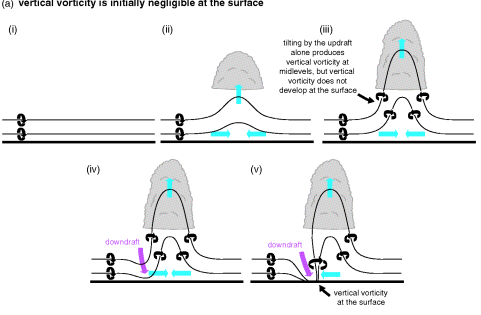 (a) vertical vorticity is initially negligible at the surface
(i)
(ii)
(iii)
tilting by the updraft
alone produces
vertical vorticity at
midlevels, but vertical
vorticity does not
develop at the surface
(iv)
(v)
downdraft
downdraft
vertical vorticity
at the surface